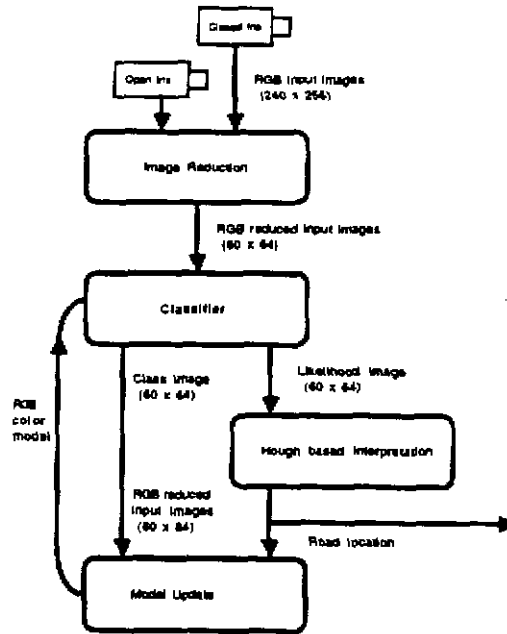 Closed Iris
Open Iris
RGB Input Images
(240 x 256)
Image Reduction
RGB reduced input images
(60 x 64)
Classifier
Class Image
(60 x 64)
Likelihood Image
(60 x 64)
RGB
color
model
Hough based Interpretation
RGB reduced
input images
(60 x 64)
Road location
Model Update